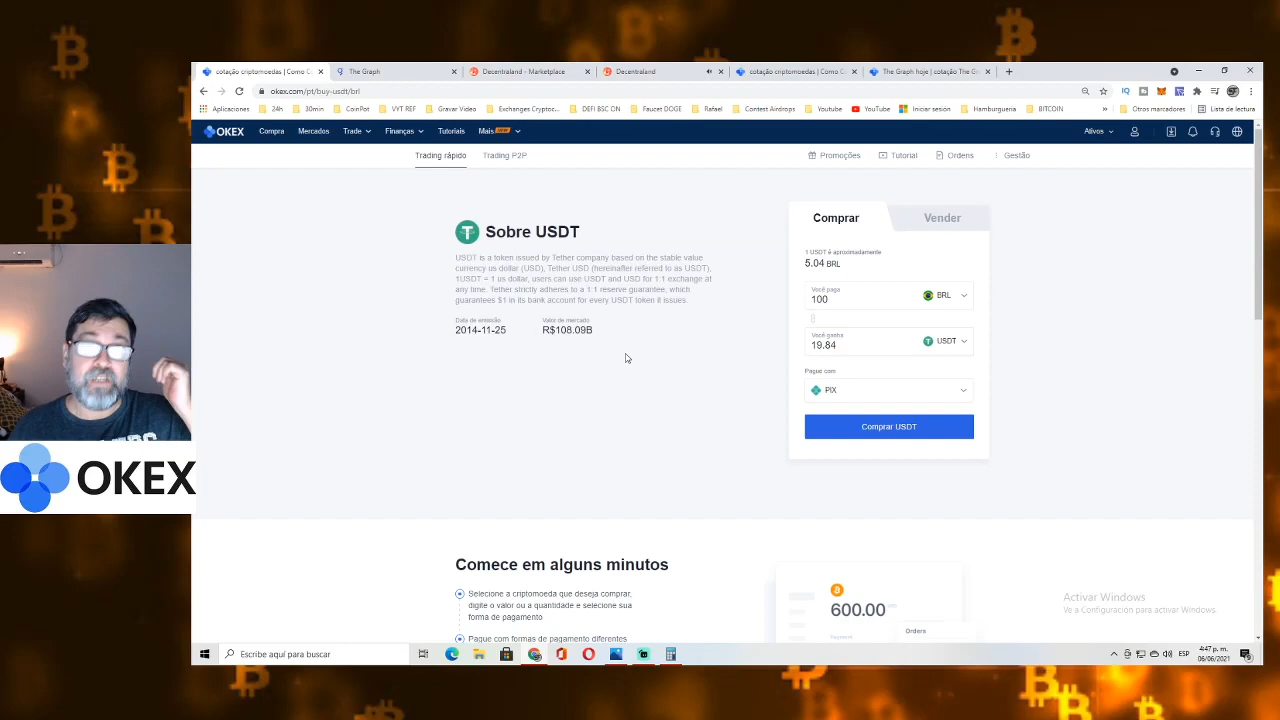 cotação criptomoedas | Como C
The Graph
Decentraland - Marketplace
Decentraland
cotação criptomoedas | Como C
The Graph hoje | cotação The Gr
okex.com/pt/buy-usdt/brl
Aplicaciones
24h
30min
CoinPot
VYT REF
Graver Video
Exchanges Cryptoc...
DEFI BSC ON
Faucet DOGE
Rafael
Contest Airdrops
Youtube
YouTube
Iniciar sesión
Hamburgueria
BITCOIN
Otros marcadores
Lista de lectura
OKEX
Compra
Mercados
Trade
Finanças
Tutoriais
Mais
Ativos
Trading rápido
Trading P2P
Promoções
Tutorial
Ordens
Gestão
Sobre USDT
USDT is a token issued by Tether company based on the stable value
currency us dollar (USD), Tether USD (hereinafter referred to as USDT),
1USDT = 1 us dollar, users can use USDT and USD for 1:1 exchange at
any time. Tether strictly adheres to a 1:1 reserve guarantee, which
guarantees $1 in its bank account for every USDT token it issues.
Data de emissão
2014-11-25
Valor de mercado
R$108.09B
Comprar
Vender
1 USDT é aproximadamente
5.04 BRL
Você paga
100
BRL
Você ganha
19.84
USDT
Pague com
PIX
Comprar USDT
Comece em alguns minutos
Selecione a criptomoeda que deseja comprar,
digite o valor ou a quantidade e selecione sua
forma de pagamento
Pague com formas de pagamento diferentes
600.00
Payment
Orders
Activar Windows
Ve a Configuración para activar Windows.
OKEX
Escribe aquí para buscar
ESP
4:47 p. m.
06/06/2021